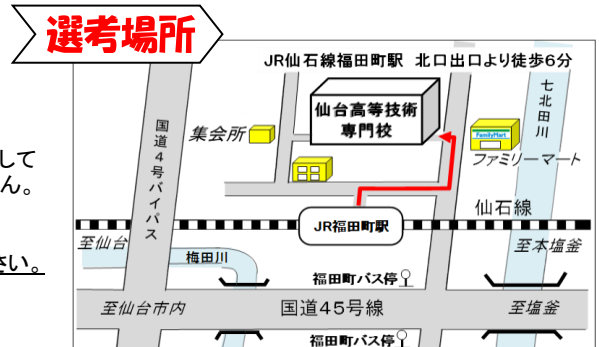 選考場所
JR仙石線福田町駅 北口出口より徒歩6分
仙台高等技術
専門校
七北田川
国道4号バイパス
集会所
FamilyMart
ファミリーマート
して
ん。
仙石線
JR福田町駅
至仙台
至本塩釜
梅田川
さい。
福田町バス停
至仙台市内
国道45号線
至塩釜
福田町バス停